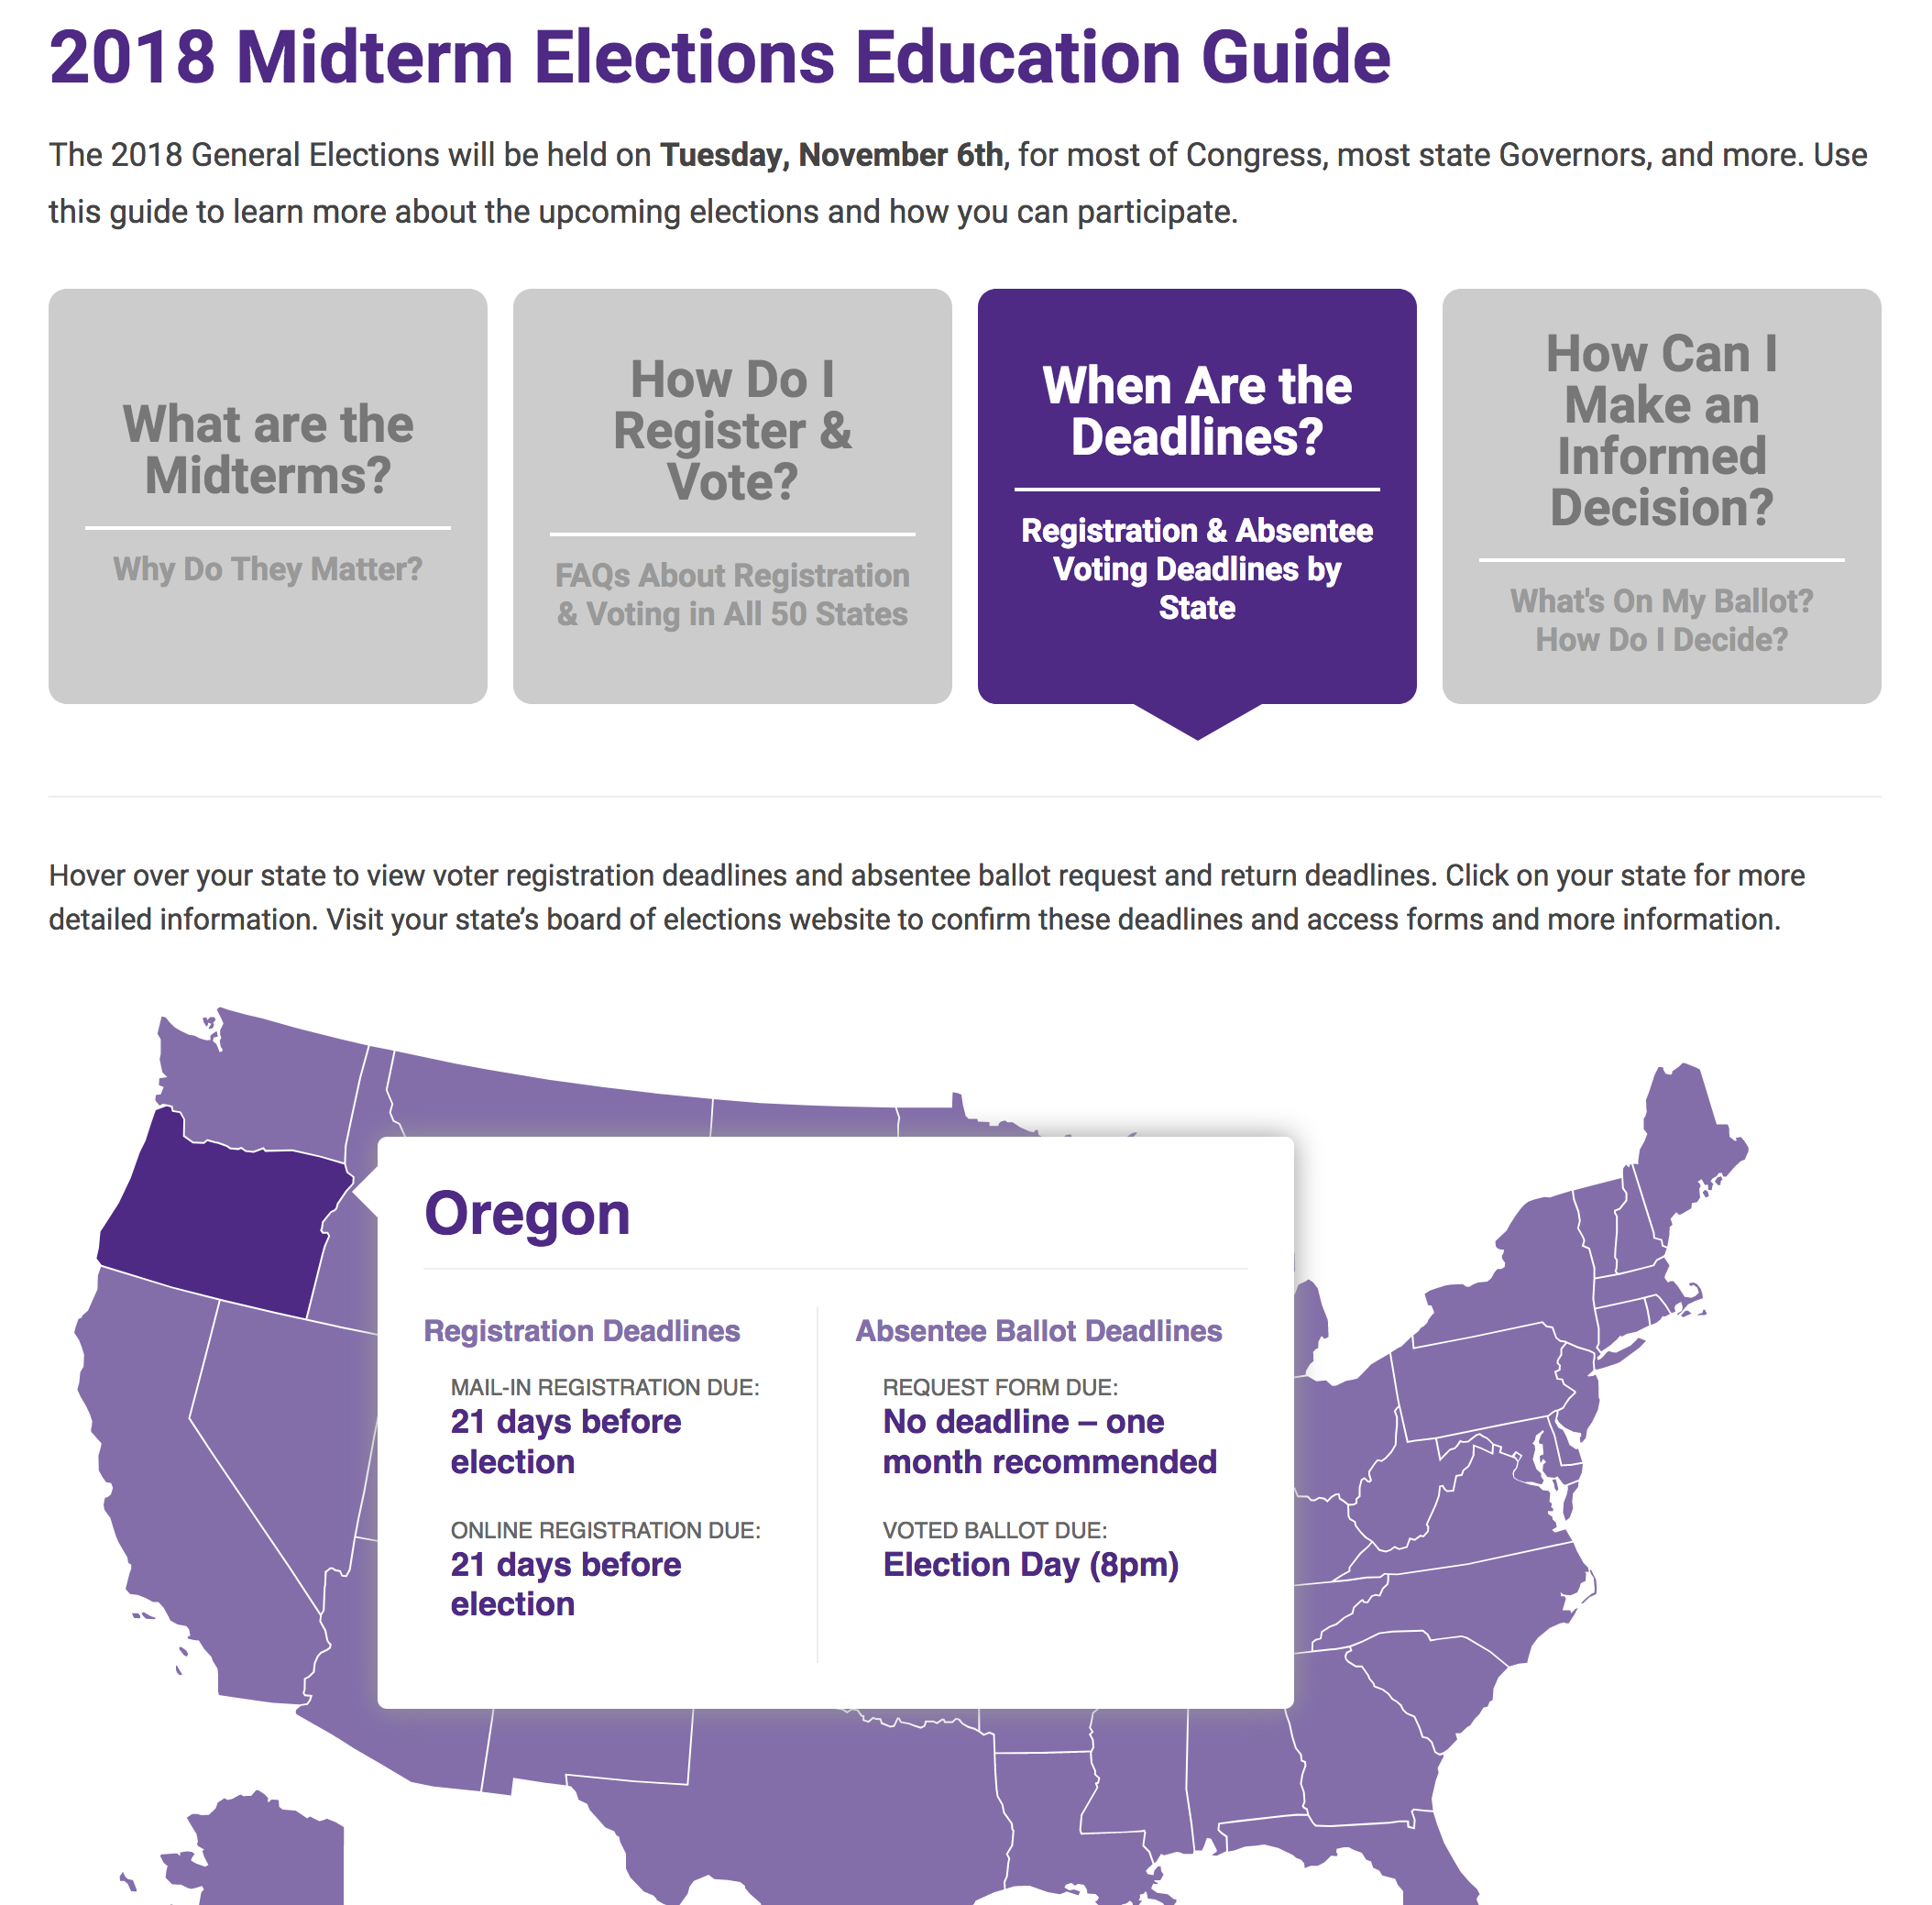 2018 Midterm Elections Education Guide
The 2018 General Elections will be held on Tuesday, November 6th, for most of Congress, most state Governors, and more. Use
this guide to learn more about the upcoming elections and how you can participate.
What are the
Midterms?
Why Do They Matter?
How Do I
Register &
Vote?
FAQs About Registration
& Voting in All 50 States
When Are the
Deadlines?
Registration & Absentee
Voting Deadlines by
State
How Can I
Make an
Informed
Decision?
What's On My Ballot?
How Do I Decide?
Hover over your state to view voter registration deadlines and absentee ballot request and return deadlines. Click on your state for more
detailed information. Visit your state’s board of elections website to confirm these deadlines and access forms and more information.
Oregon
Registration Deadlines
MAIL-IN REGISTRATION DUE:
21 days before
election
ONLINE REGISTRATION DUE:
21 days before
election
Absentee Ballot Deadlines
REQUEST FORM DUE:
No deadline – one
month recommended
VOTED BALLOT DUE:
Election Day (8pm)